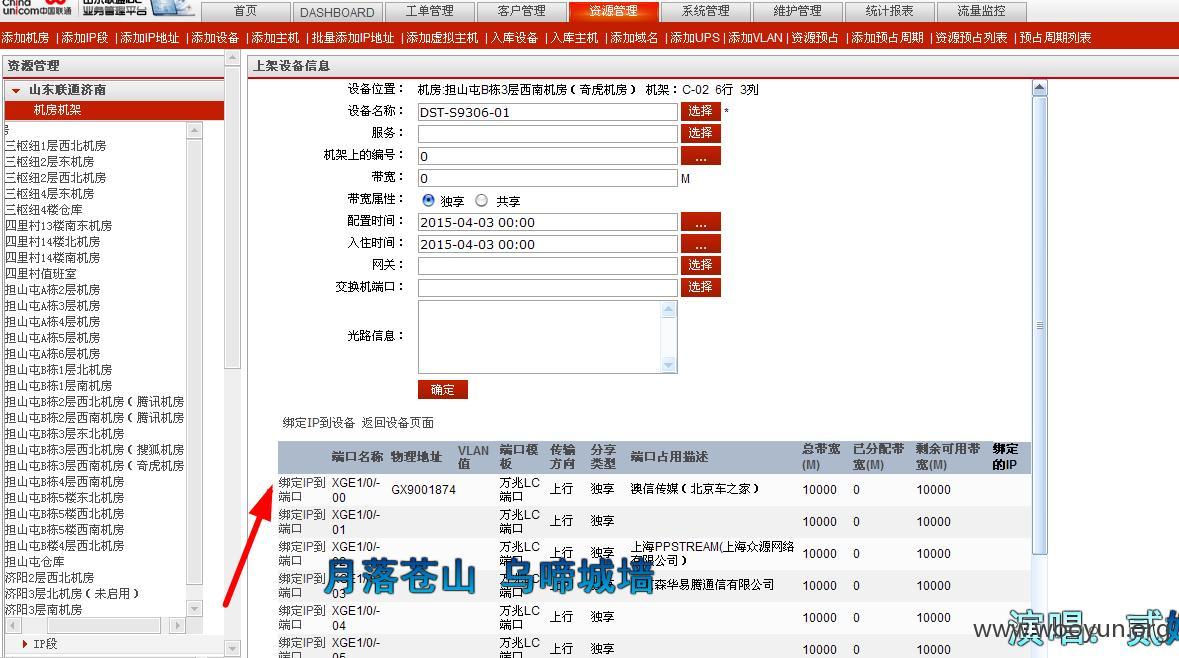 China unicom中国联通
山东联通IDC
业务管理平台
首页 DASHBOARD 工单管理 客户管理 资源管理 系统管理 维护管理 统计报表 流量监控
添加机房 |添加IP段 |添加IP地址 |添加设备 |添加主机 |批量添加IP地址 |添加虚拟主机 |入库设备 |入库主机 |添加域名 |添加UPS |添加VLAN |资源预占 |添加预占周期 |资源预占列表 |预占周期列表
资源管理
山东联通济南
机房机架
三枢纽1层西北机房
三枢纽2层东机房
三枢纽2层西北机房
三枢纽4层东机房
三枢纽4楼仓库
四里村13楼南东机房
四里村14楼北机房
四里村14楼南机房
四里村值班室
担山屯A栋2层机房
担山屯A栋3层机房
担山屯A栋4层机房
担山屯A栋5层机房
担山屯A栋6层机房
担山屯B栋1层北机房
担山屯B栋1层南机房
担山屯B栋2层西北机房（腾讯机房
担山屯B栋2层西南机房（腾讯机房
担山屯B栋3层东北机房
担山屯B栋3层西北机房（搜狐机房
担山屯B栋3层西南机房（奇虎机房
担山屯B栋4层西南机房
担山屯B栋5楼东北机房
担山屯B栋5楼西北机房
担山屯B栋5楼西南机房
担山屯B楼4层西北机房
担山屯仓库
济阳2层西北机房
济阳3层北机房（未启用）
济阳3层南机房
IP段
上架设备信息
设备位置： 机房:担山屯B栋3层西南机房（奇虎机房） 机架：C-02 6行 3列
设备名称： DST-S9306-01 选择 *
服务： 选择
机架上的编号： 0 ...
带宽： 0 M
带宽属性： 独享 共享
配置时间： 2015-04-03 00:00 ...
入住时间： 2015-04-03 00:00 ...
网关： 选择
交换机端口： 选择
光路信息：
确定
绑定IP到设备 返回设备页面
端口名称 物理地址 VLAN值 端口模板 传输方向 分享类型 端口占用描述 总带宽(M) 已分配带宽(M) 剩余可用带宽(M) 绑定的IP
绑定IP到端口 XGE1/0/-00 GX9001874 万兆LC端口 上行 独享 澳信传媒（北京车之家） 10000 0 10000
绑定IP到端口 XGE1/0/-01 万兆LC端口 上行 独享 10000 0 10000
绑定IP到端口 XGE1/0/- 万兆LC端口 上行 独享 上海PPSTREAM(上海众源网络有限公司） 10000 0 10000
绑定IP到端口 XGE1/0/-03 万兆LC端口 上行 独享 森华易腾通信有限公司 10000 0 10000
绑定IP到端口 XGE1/0/-04 万兆LC端口 上行 独享 10000 0 10000
绑定IP到 XGE1/0/- 万兆LC 上行 独享 10000 0 10000
月落苍山 乌啼城墙
演唱：贰
www.wooyun.org